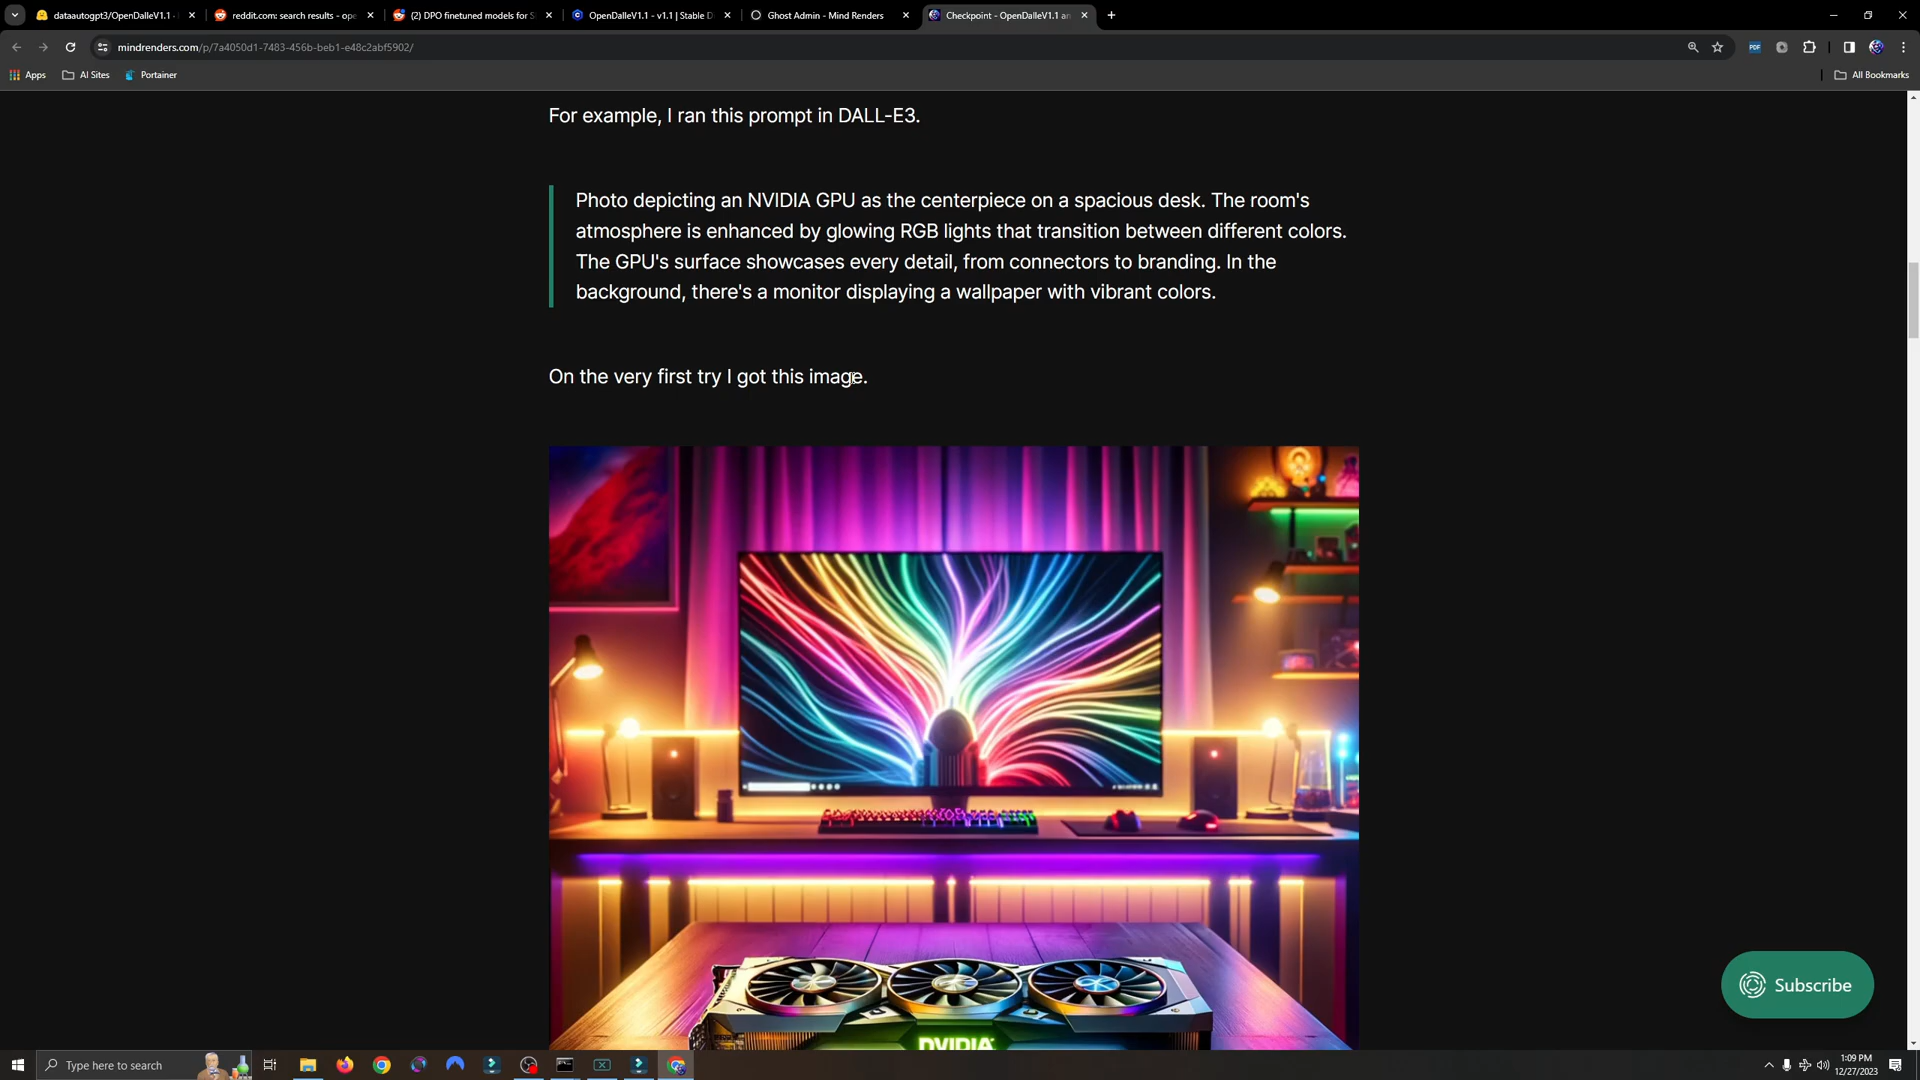 dataautogpt3/OpenDalleV1.1 ·
reddit.com: search results - ope
(2) DPO finetuned models for S
OpenDalleV1.1 - v1.1 | Stable D
Ghost Admin - Mind Renders
Checkpoint - OpenDalleV1.1 an
mindrenders.com/p/7a4050d1-7483-456b-beb1-e48c2abf5902/
PDF
Apps
AI Sites
Portainer
All Bookmarks
For example, I ran this prompt in DALL-E3.
Photo depicting an NVIDIA GPU as the centerpiece on a spacious desk. The room's
atmosphere is enhanced by glowing RGB lights that transition between different colors.
The GPU's surface showcases every detail, from connectors to branding. In the
background, there's a monitor displaying a wallpaper with vibrant colors.
On the very first try I got this image.
NVIDIA
Subscribe
Type here to search
1:09 PM
12/27/2023